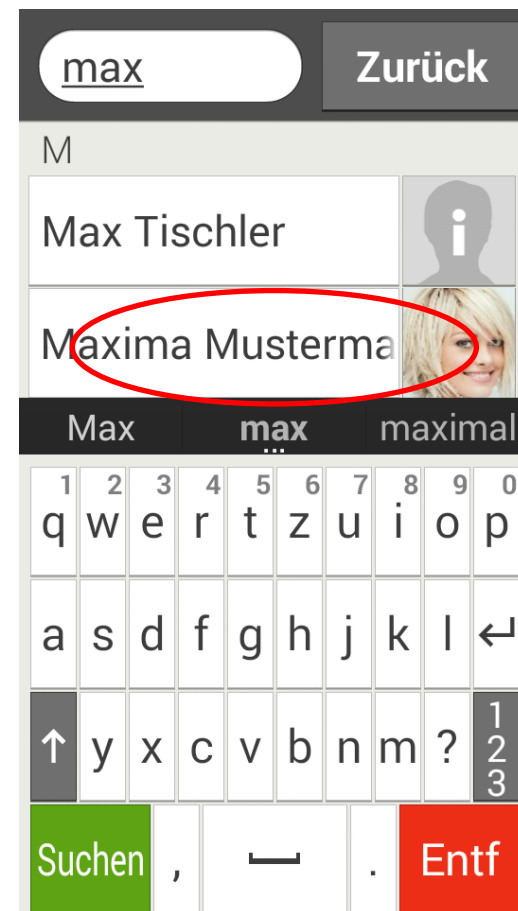 max Zurück
M
Max Tischler i
Maxima Musterma
Max max maximal
1 2 3 4 5 6 7 8 9 0
q w e r t z u i o p
a s d f g h j k l ↵
↑ y x c v b n m ? 1 2 3
Suchen , . Entf